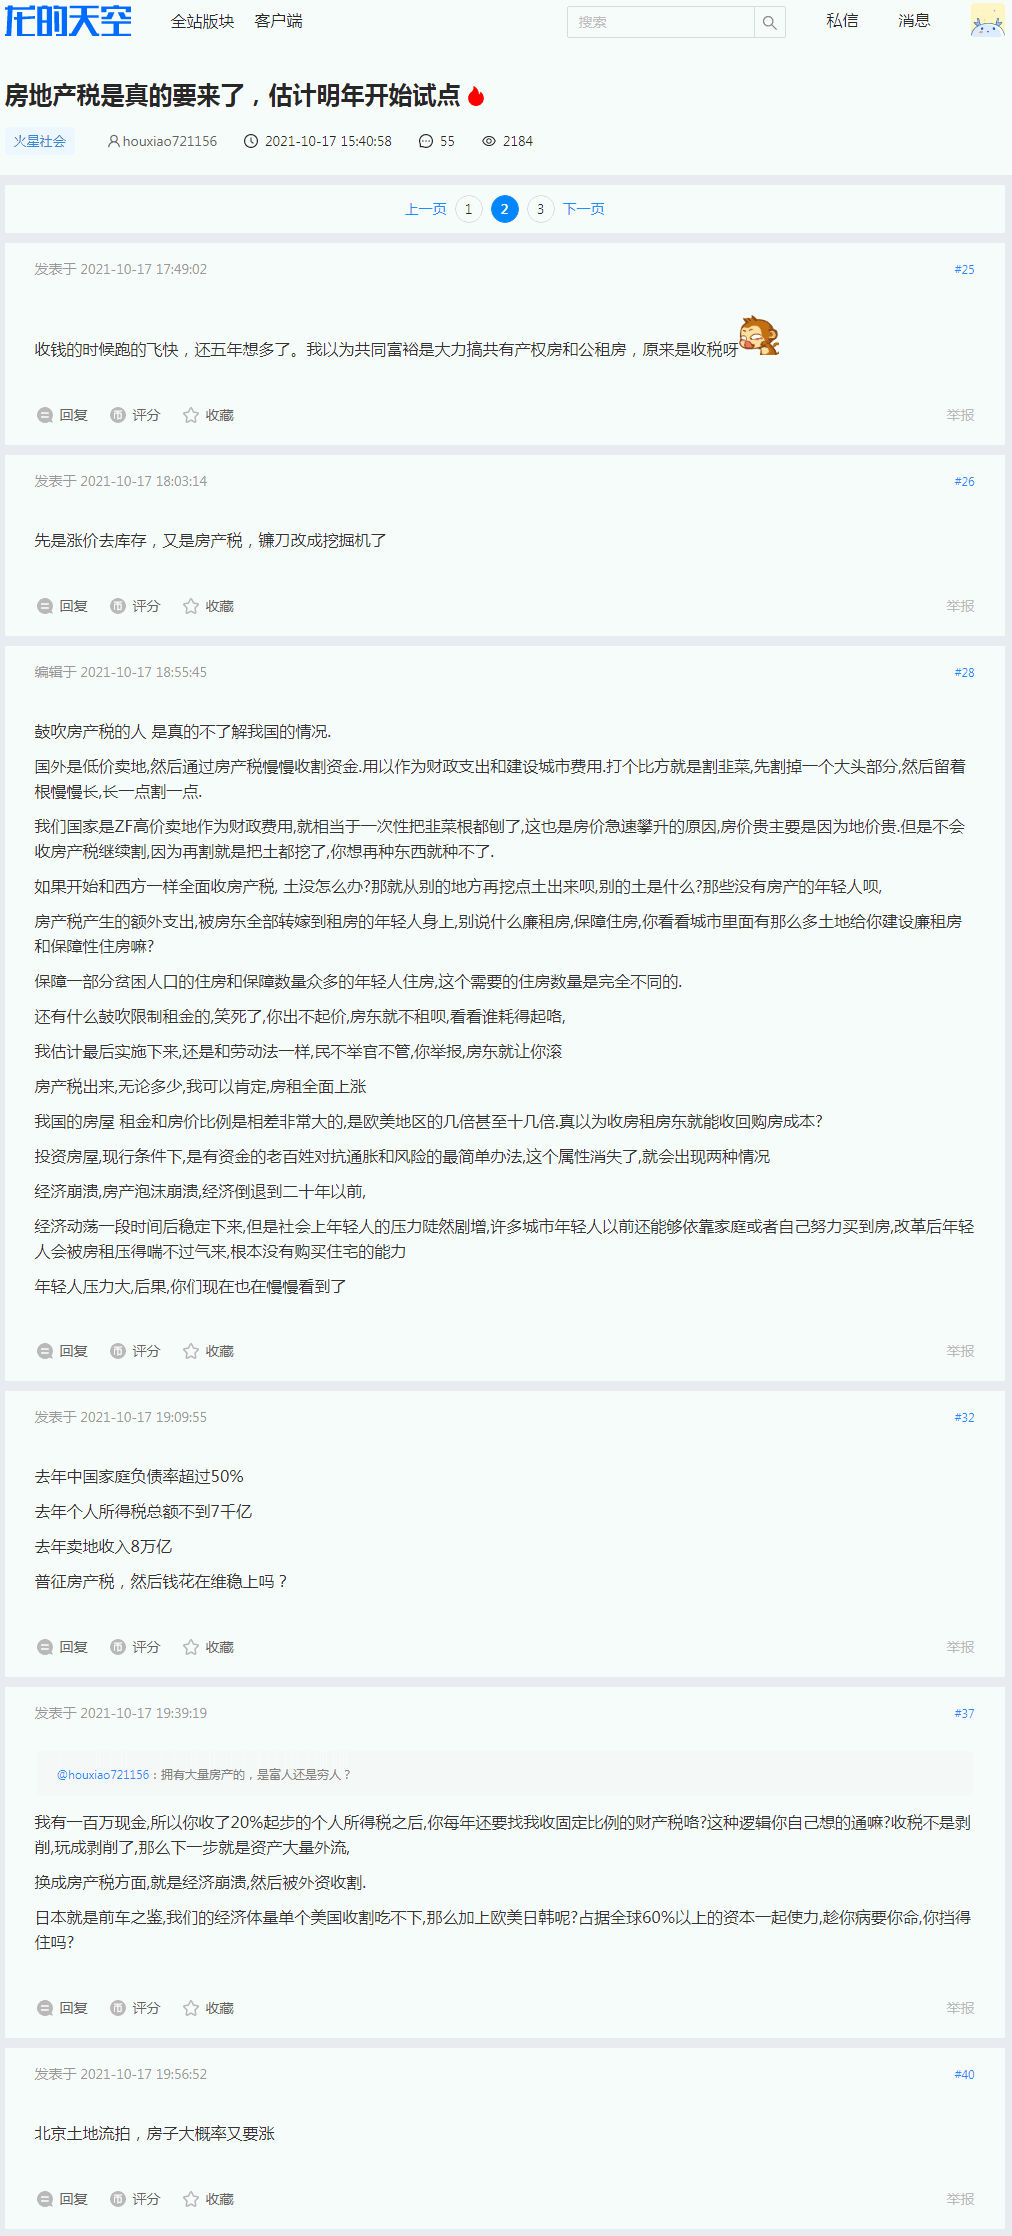 龙的天空 全站版块 客户端 搜索 私信 消息
房地产税是真的要来了，估计明年开始试点
火星社会 houxiao721156 2021-10-17 15:40:58 55 2184
上一页 1 2 3 下一页
发表于 2021-10-17 17:49:02 #25
收钱的时候跑的飞快，还五年想多了。我以为共同富裕是大力搞共有产权房和公租房，原来是收税呀
回复 币 评分 收藏 举报
发表于 2021-10-17 18:03:14 #26
先是涨价去库存，又是房产税，镰刀改成挖掘机了
回复 币 评分 收藏 举报
编辑于 2021-10-17 18:55:45 #28
鼓吹房产税的人 是真的不了解我国的情况.
国外是低价卖地,然后通过房产税慢慢收割资金.用以作为财政支出和建设城市费用.打个比方就是割韭菜,先割掉一个大头部分,然后留着
根慢慢长,长一点割一点.
我们国家是ZF高价卖地作为财政费用,就相当于一次性把韭菜根都刨了,这也是房价急速攀升的原因,房价贵主要是因为地价贵.但是不会
收房产税继续割,因为再割就是把土都挖了,你想再种东西就种不了.
如果开始和西方一样全面收房产税, 土没怎么办?那就从别的地方再挖点土出来呗,别的土是什么?那些没有房产的年轻人呗,
房产税产生的额外支出,被房东全部转嫁到租房的年轻人身上,别说什么廉租房,保障住房,你看看城市里面有那么多土地给你建设廉租房
和保障性住房嘛?
保障一部分贫困人口的住房和保障数量众多的年轻人住房,这个需要的住房数量是完全不同的.
还有什么鼓吹限制租金的,笑死了,你出不起价,房东就不租呗,看看谁耗得起咯,
我估计最后实施下来,还是和劳动法一样,民不举官不管,你举报,房东就让你滚
房产税出来,无论多少,我可以肯定,房租全面上涨
我国的房屋 租金和房价比例是相差非常大的,是欧美地区的几倍甚至十几倍.真以为收房租房东就能收回购房成本?
投资房屋,现行条件下,是有资金的老百姓对抗通胀和风险的最简单办法,这个属性消失了,就会出现两种情况
经济崩溃,房产泡沫崩溃,经济倒退到二十年以前,
经济动荡一段时间后稳定下来,但是社会上年轻人的压力陡然剧增,许多城市年轻人以前还能够依靠家庭或者自己努力买到房,改革后年轻
人会被房租压得喘不过气来,根本没有购买住宅的能力
年轻人压力大,后果,你们现在也在慢慢看到了
回复 币 评分 收藏 举报
发表于 2021-10-17 19:09:55 #32
去年中国家庭负债率超过50%
去年个人所得税总额不到7千亿
去年卖地收入8万亿
普征房产税，然后钱花在维稳上吗？
回复 币 评分 收藏 举报
发表于 2021-10-17 19:39:19 #37
@houxiao721156：拥有大量房产的，是富人还是穷人？
我有一百万现金,所以你收了20%起步的个人所得税之后,你每年还要找我收固定比例的财产税咯?这种逻辑你自己想的通嘛?收税不是剥
削,玩成剥削了,那么下一步就是资产大量外流,
换成房产税方面,就是经济崩溃,然后被外资收割.
日本就是前车之鉴,我们的经济体量单个美国收割吃不下,那么加上欧美日韩呢?占据全球60%以上的资本一起使力,趁你病要你命,你挡得
住吗?
回复 币 评分 收藏 举报
发表于 2021-10-17 19:56:52 #40
北京土地流拍，房子大概率又要涨
回复 币 评分 收藏 举报